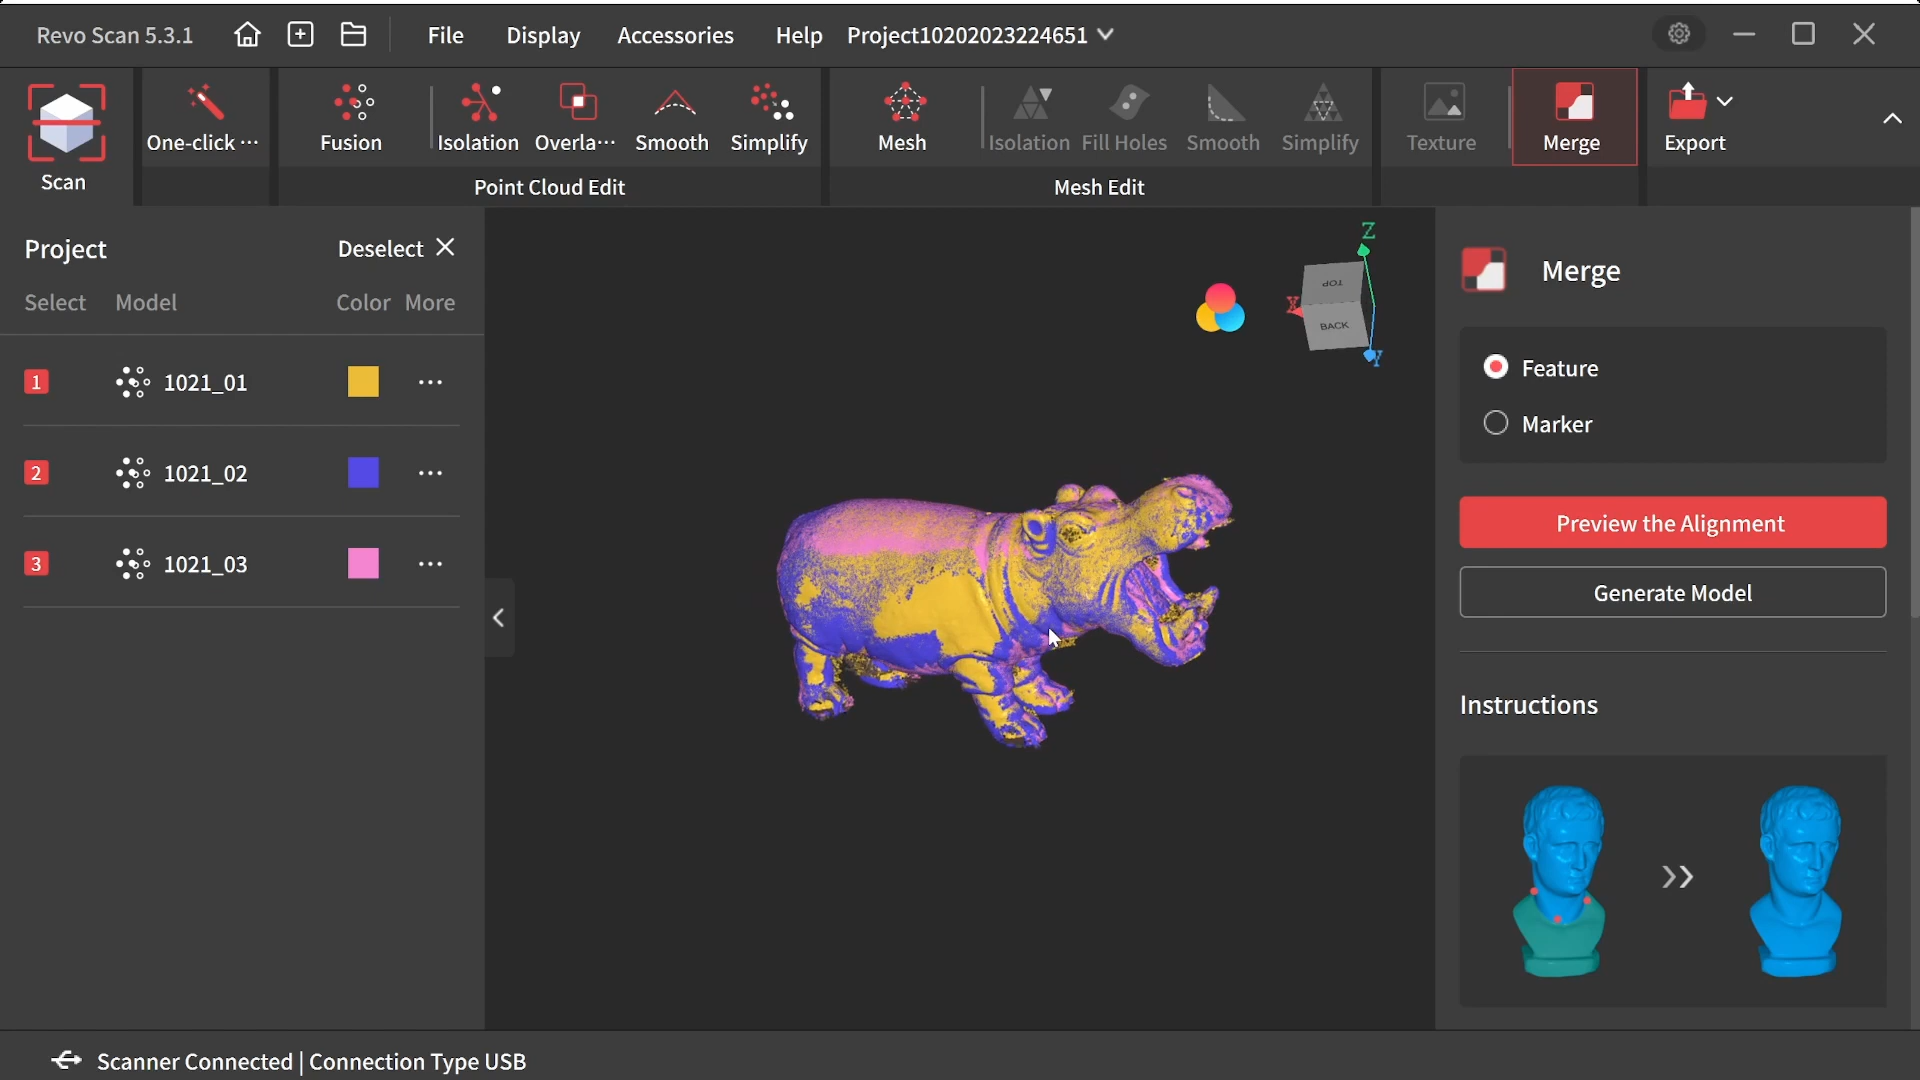 Revo Scan 5.3.1 File Display Accessories Help Project10202023224651
Scan One-click ··· Fusion Isolation Overla··· Smooth Simplify Mesh Isolation Fill Holes Smooth Simplify Texture Merge Export
Point Cloud Edit Mesh Edit
Project Deselect
Select Model Color More
1 1021_01 ···
2 1021_02 ···
3 1021_03 ···
Z
X
Y
TOP
BACK
Merge
Feature
Marker
Preview the Alignment
Generate Model
Instructions
Scanner Connected | Connection Type USB